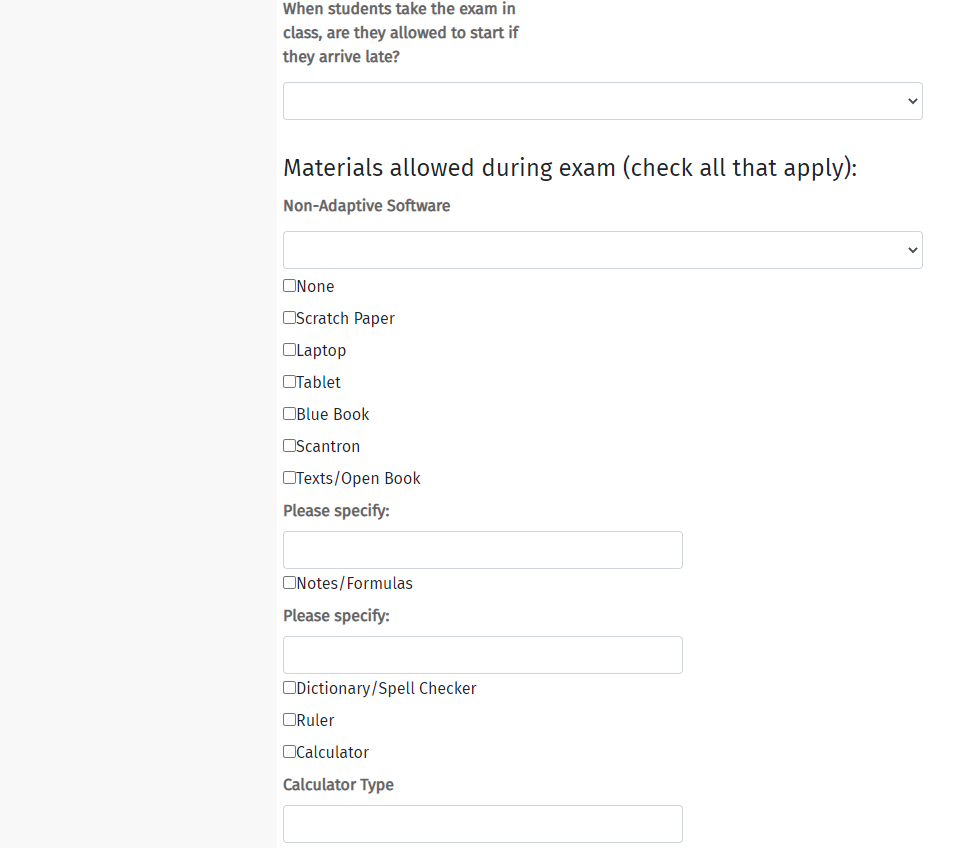 When students take the exam in
class, are they allowed to start if
they arrive late?
Materials allowed during exam (check all that apply):
Non-Adaptive Software
None
Scratch Paper
Laptop
Tablet
Blue Book
Scantron
Texts/Open Book
Please specify:
Notes/Formulas
Please specify:
Dictionary/Spell Checker
Ruler
Calculator
Calculator Type